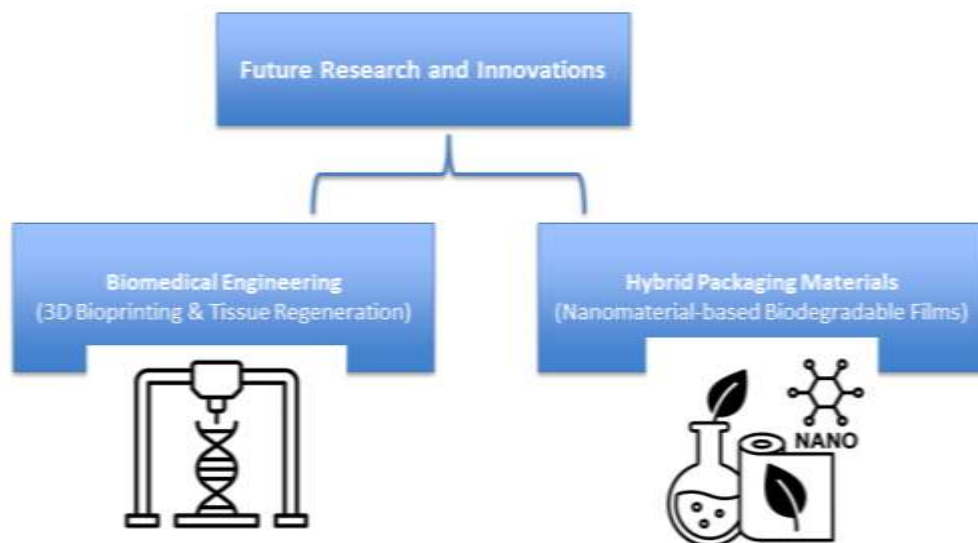 Future Research and Innovations
Biomedical Engineering
(3D Bioprinting & Tissue Regeneration)
Hybrid Packaging Materials
(Nanomaterial-based Biodegradable Films)
NANO